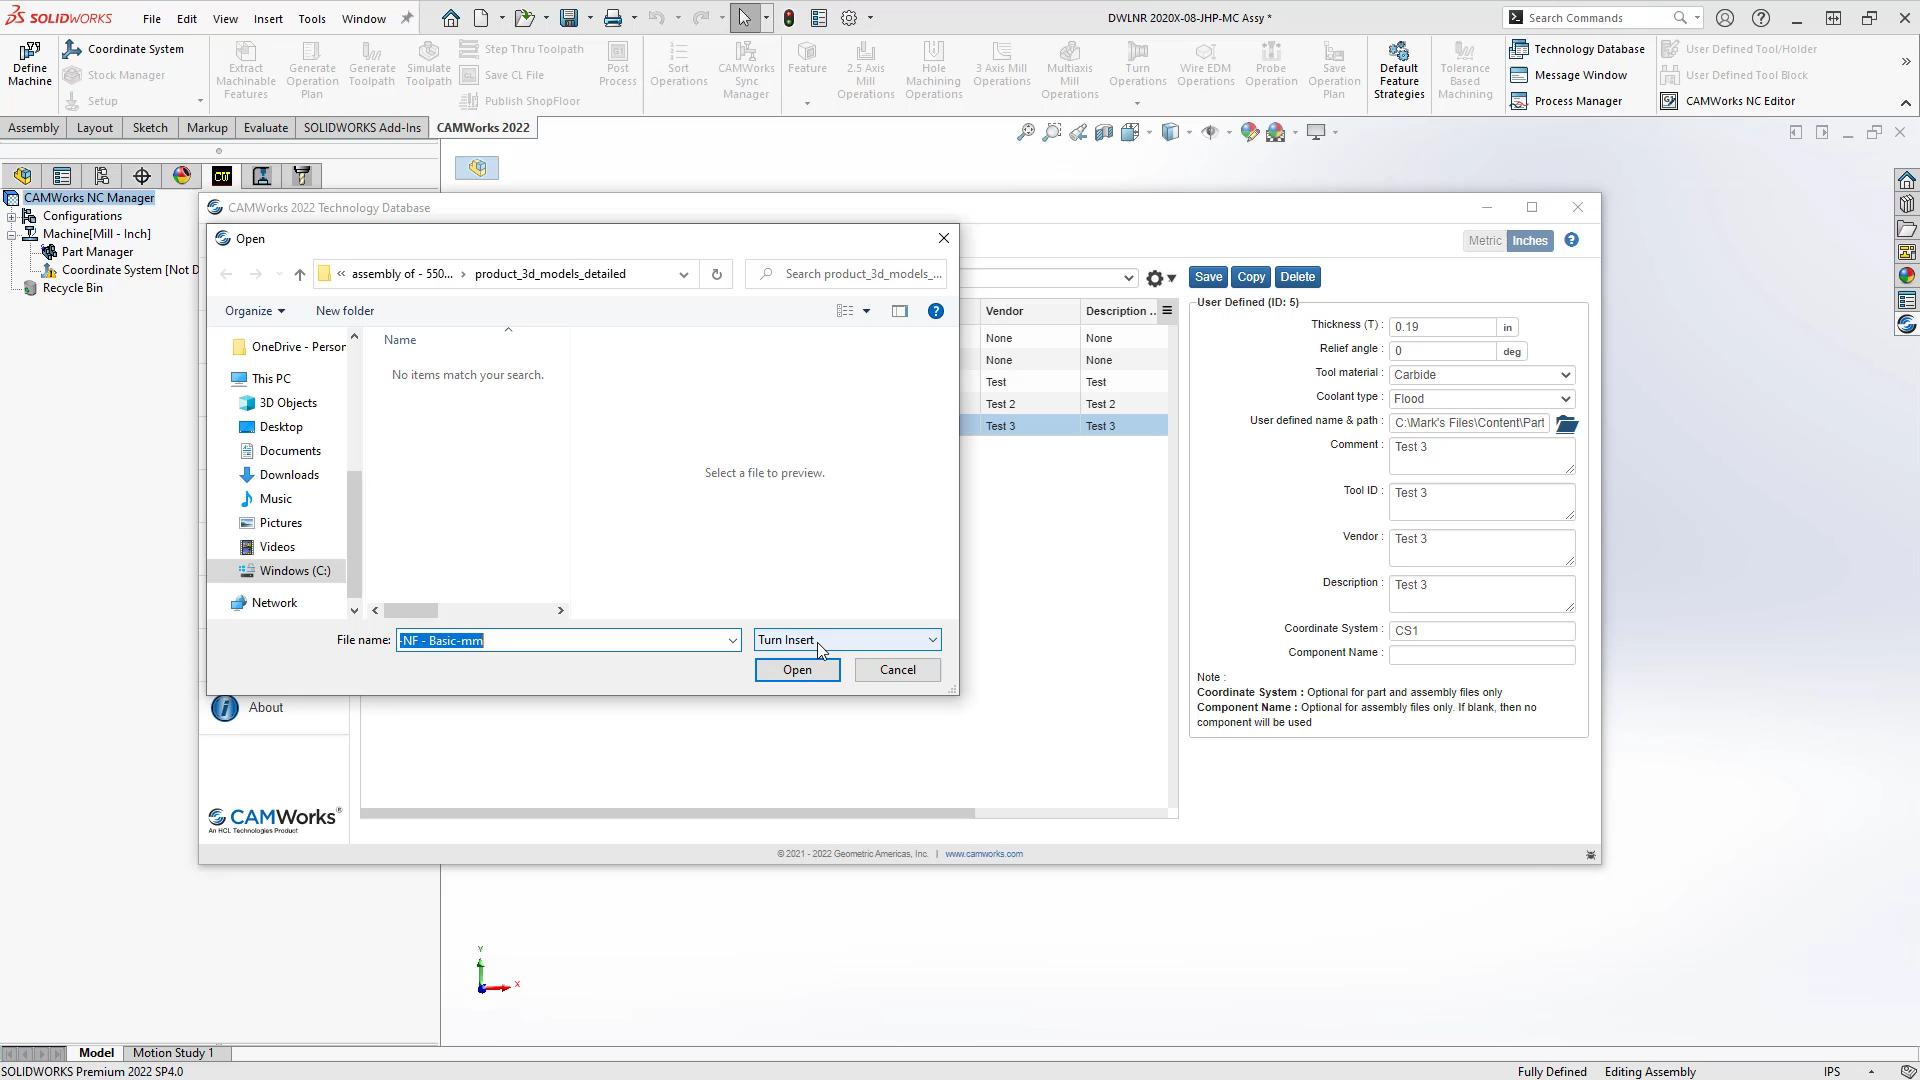 SOLIDWORKS
File
Edit
View
Insert
Tools
Window
DWLNR 2020X-08-JHP-MC Assy *
Search Commands
Define Machine
Coordinate System
Stock Manager
Setup
Extract Machinable Features
Generate Operation Plan
Generate Toolpath
Simulate Toolpath
Step Thru Toolpath
Save CL File
Publish ShopFloor
Post Process
Sort Operations
CAMWorks Manager
Feature
2.5 Axis Mill Operations
Hole Machining Operations
3 Axis Mill Operations
Multiaxis Mill Operations
Turn Operations
Wire EDM Operations
Probe Operation
Save Operation Plan
Default Feature Strategies
Tolerance Based Machining
Technology Database
Message Window
Process Manager
User Defined Tool/Holder
User Defined Tool Block
CAMWorks NC Editor
Assembly
Layout
Sketch
Markup
Evaluate
SOLIDWORKS Add-Ins
CAMWorks 2022
CAMWorks NC Manager
Configurations
Machine[Mill - Inch]
Part Manager
Coordinate System [Not D
Recycle Bin
CAMWorks 2022 Technology Database
Metric
Inches
Open
assembly of - 550...
product_3d_models_detailed
Search product_3d_models_...
Organize
New folder
OneDrive - Person
This PC
3D Objects
Desktop
Documents
Downloads
Music
Pictures
Videos
Windows (C:)
Network
Name
No items match your search.
Select a file to preview.
File name:
-NF - Basic-mm
Turn Insert
Open
Cancel
Vendor
Description ..
None
None
None
None
Test
Test
Test 2
Test 2
Test 3
Test 3
Save
Copy
Delete
User Defined (ID: 5)
Thickness (T) :
0.19
in
Relief angle :
0
deg
Tool material :
Carbide
Coolant type :
Flood
User defined name & path :
C:\Mark's Files\Content\Part
Comment :
Test 3
Tool ID :
Test 3
Vendor :
Test 3
Description :
Test 3
Coordinate System :
CS1
Component Name :
Note :
Coordinate System : Optional for part and assembly files only
Component Name : Optional for assembly files only. If blank, then no
component will be used
About
CAMWorks®
An HCL Technologies Product
© 2021 - 2022 Geometric Americas, Inc. | www.camworks.com
Y
X
Model
Motion Study 1
SOLIDWORKS Premium 2022 SP4.0
Fully Defined
Editing Assembly
IPS